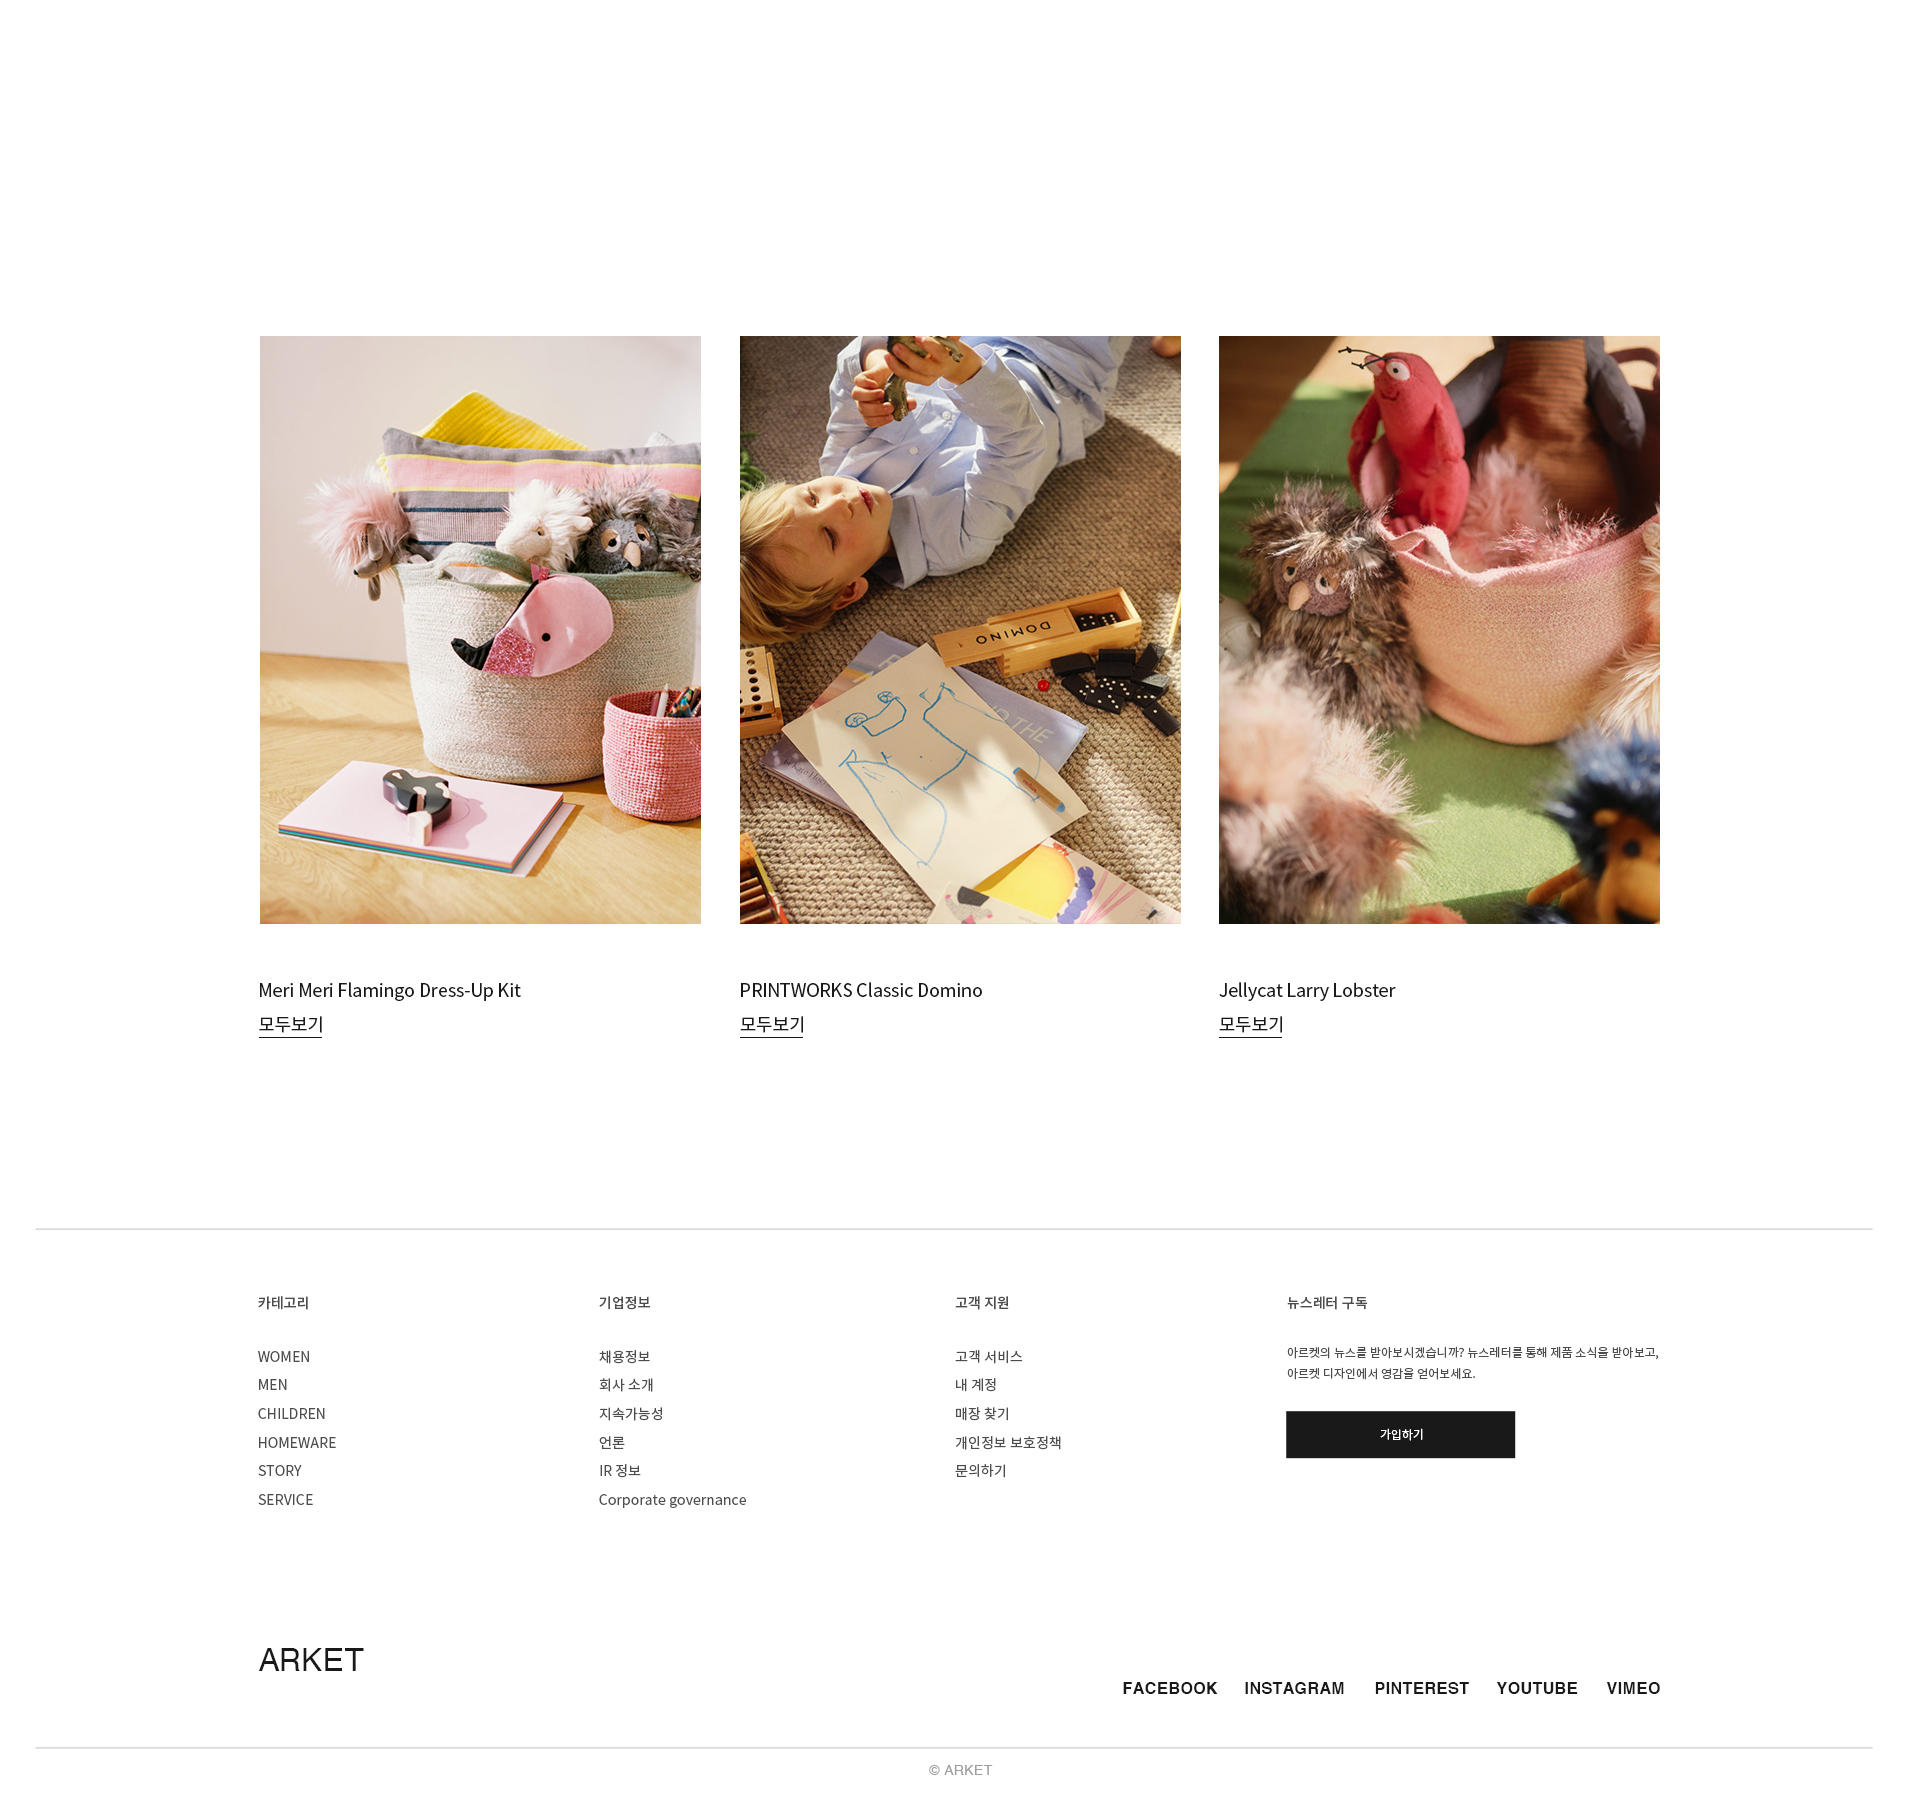 DOMINO
THE
Meri Meri Flamingo Dress-Up Kit
모두보기
PRINTWORKS Classic Domino
모두보기
Jellycat Larry Lobster
모두보기
카테고리
WOMEN
MEN
CHILDREN
HOMEWARE
STORY
SERVICE
기업정보
채용정보
회사 소개
지속가능성
언론
IR 정보
Corporate governance
고객 지원
고객 서비스
내 계정
매장 찾기
개인정보 보호정책
문의하기
뉴스레터 구독
아르켓의 뉴스를 받아보시겠습니까? 뉴스레터를 통해 제품 소식을 받아보고,
아르켓 디자인에서 영감을 얻어보세요.
가입하기
ARKET
FACEBOOK INSTAGRAM PINTEREST YOUTUBE VIMEO
© ARKET